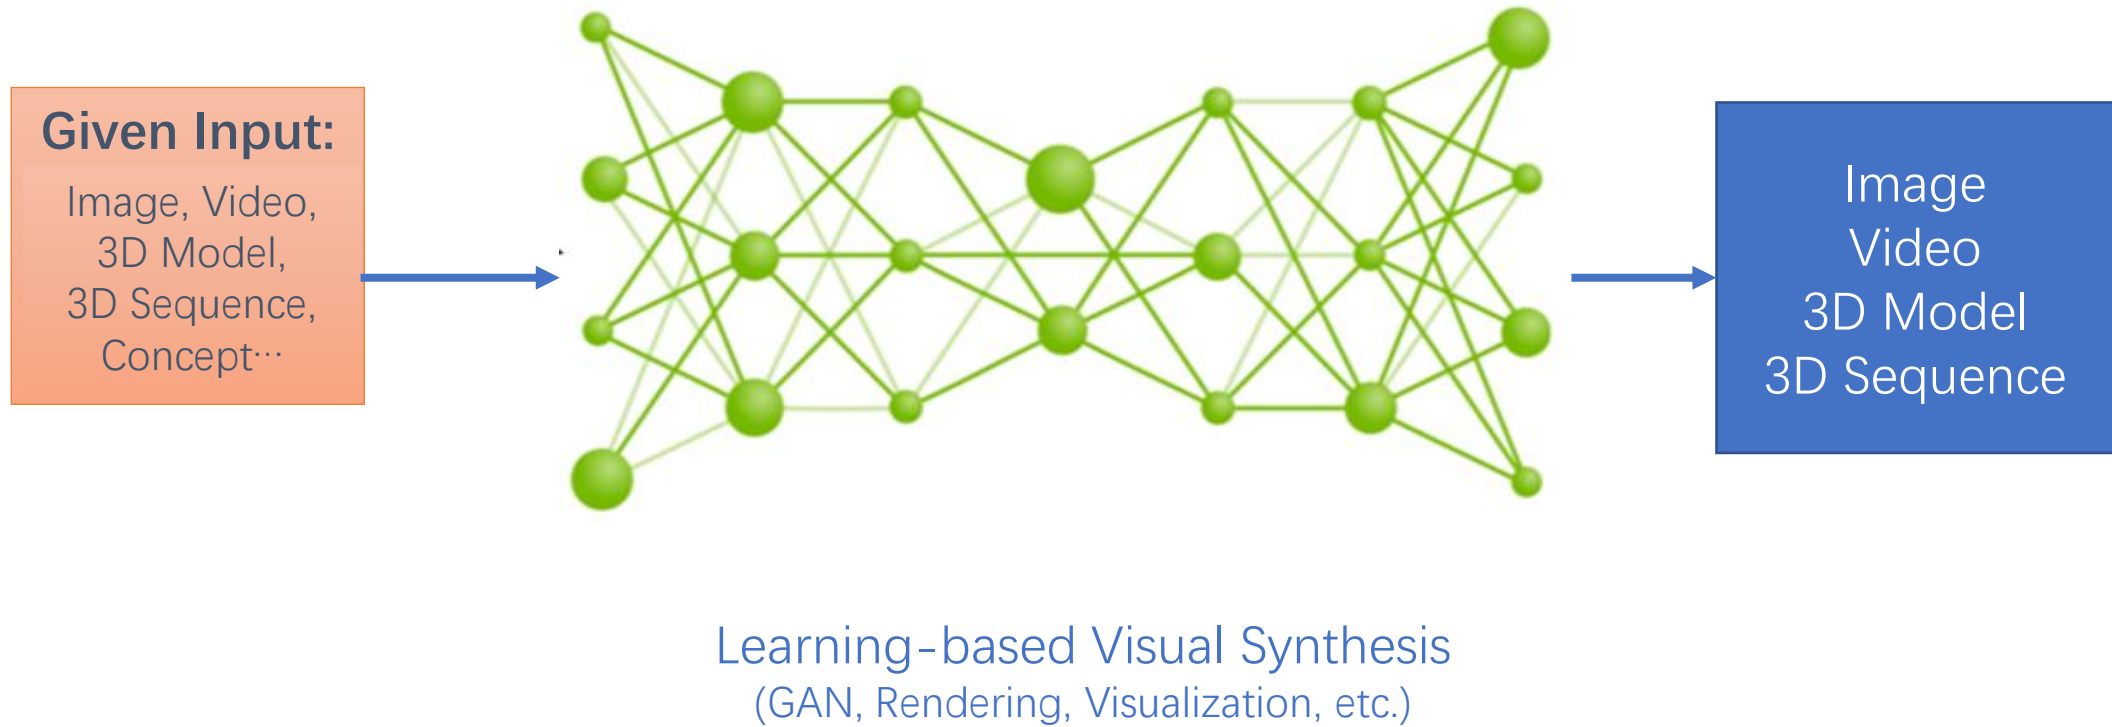 Given Input:
Image, Video,
3D Model,
3D Sequence,
Concept…
Image
Video
3D Model
3D Sequence
Learning-based Visual Synthesis
(GAN, Rendering, Visualization, etc.)